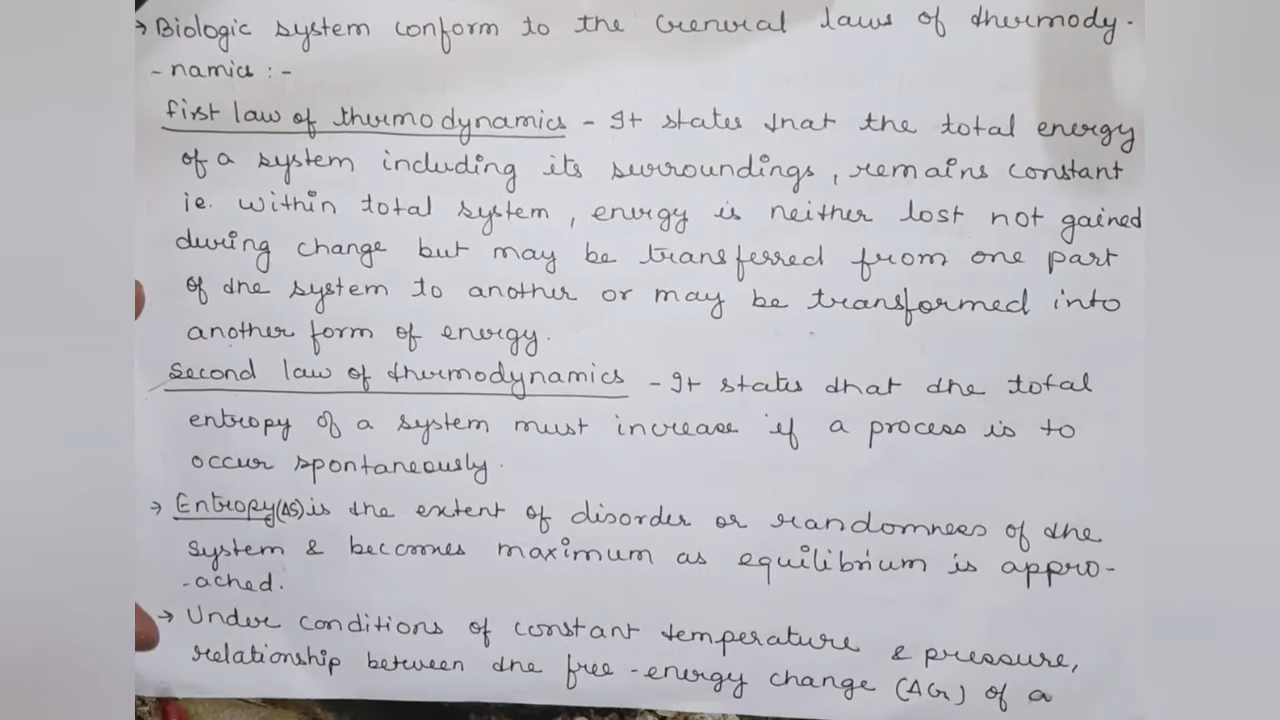 → Biologic system conform to the General laws of thermody-
- namics : -
first law of thermodynamics - It states that the total energy
of a system including its surroundings, remains constant
ie. within total system, energy is neither lost not gained
during change but may be transferred from one part
of the system to another or may be transformed into
another form of energy.
Second law of thermodynamics - It states that the total
entropy of a system must increase if a process is to
occur spontaneously.
→ Entropy(ΔS) is the extent of disorder or randomness of the
system & becomes maximum as equilibrium is appro-
-ached.
→ Under conditions of constant temperature & pressure,
relationship between the free-energy change (ΔG) of a